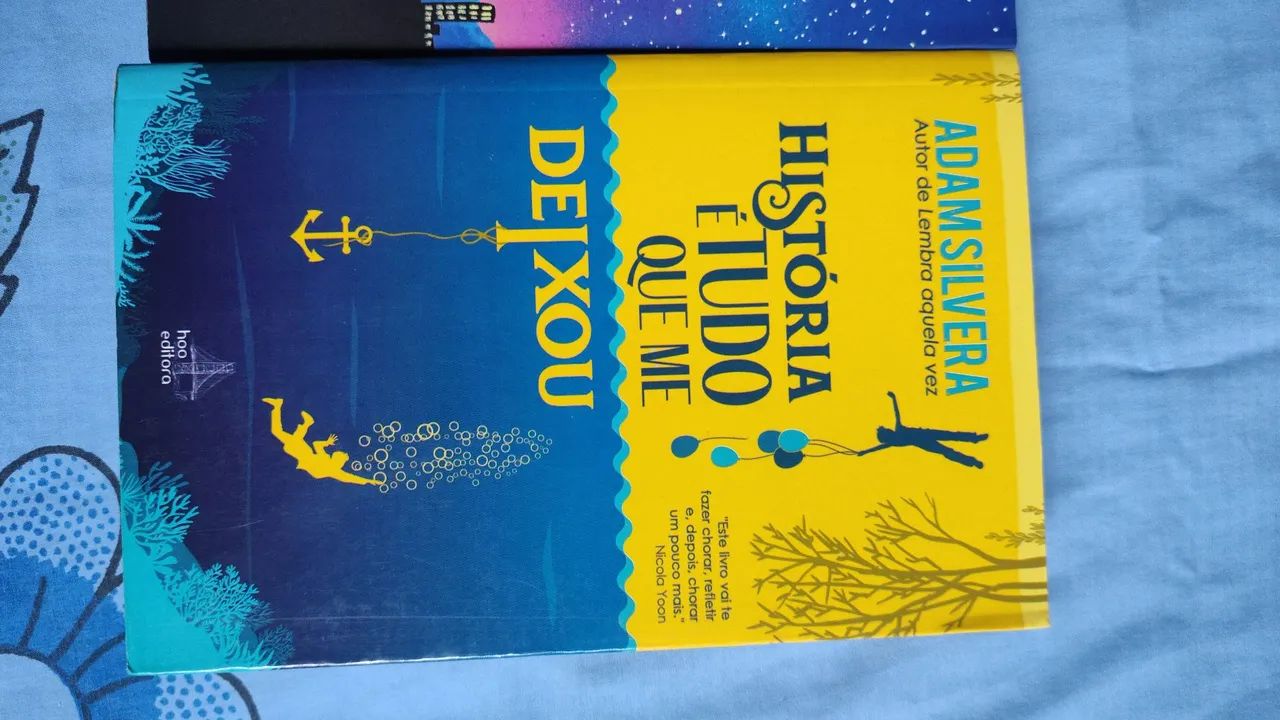 ADAM SILVERA
Autor de Lembra aquela vez
HISTÓRIA
É TUDO
QUE ME
DEIXOU
"Este livro vai te
fazer chorar, refletir
e, depois, chorar
um pouco mais."
Nicola Yoon
hoo
editora